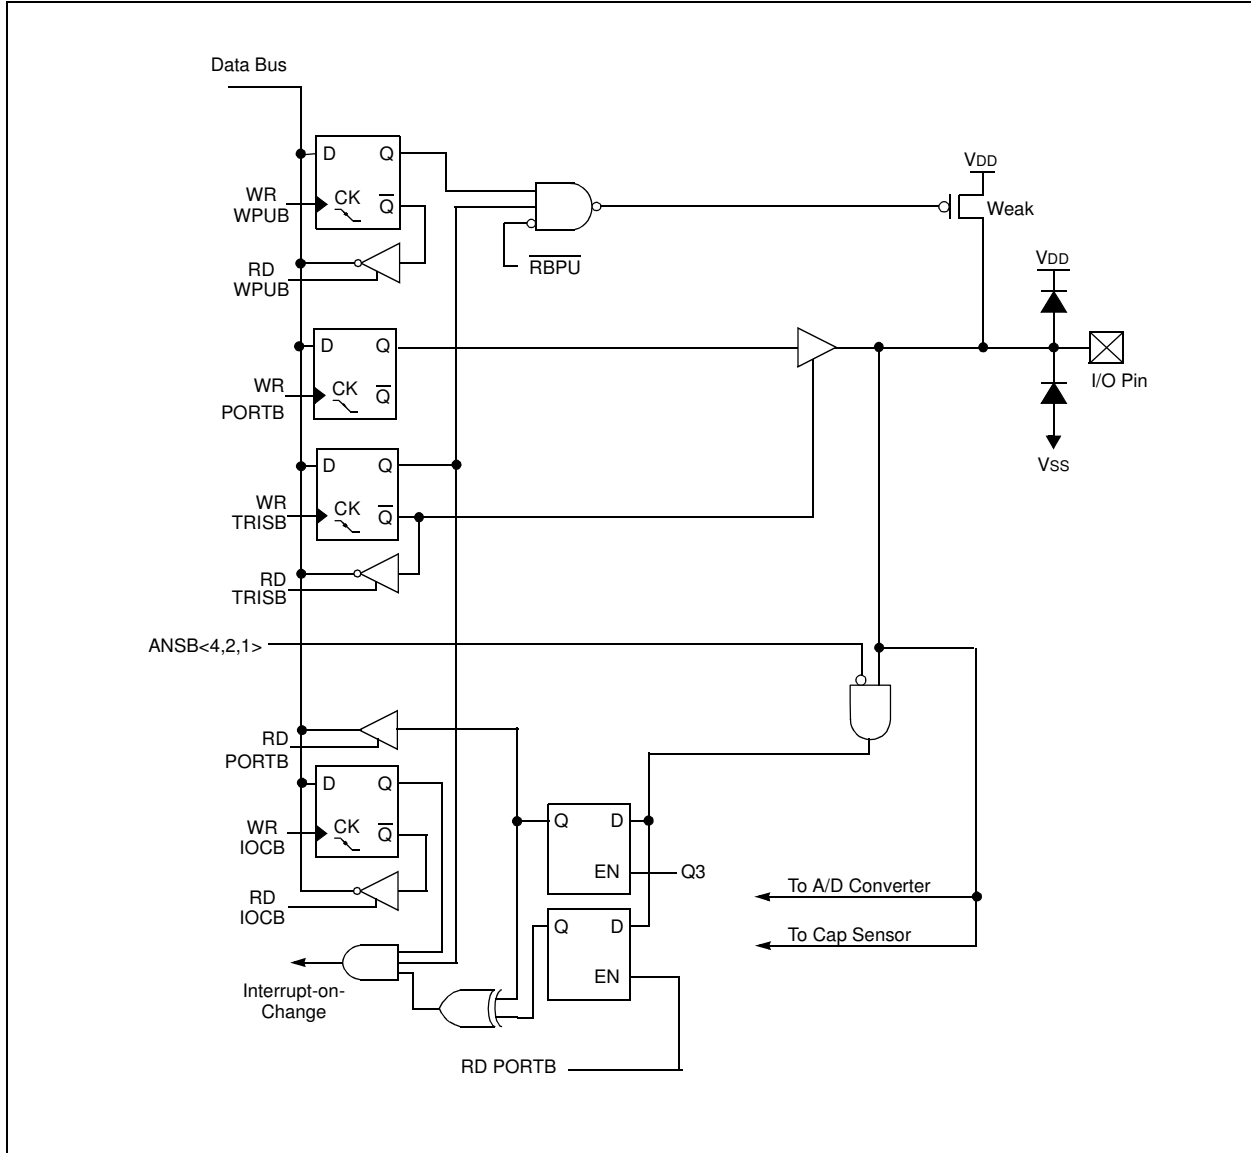 Data Bus
D Q
WR
WPUB
CK
Q̅
RD
WPUB
R̅B̅P̅U̅
VDD
Weak
VDD
D Q
WR
PORTB
CK
Q̅
I/O Pin
VSS
D Q
WR
TRISB
CK
Q̅
RD
TRISB
ANSB<4,2,1>
RD
PORTB
D Q
WR
IOCB
CK
Q̅
RD
IOCB
Q D
EN
Q3
Q D
EN
To A/D Converter
To Cap Sensor
Interrupt-on-
Change
RD PORTB